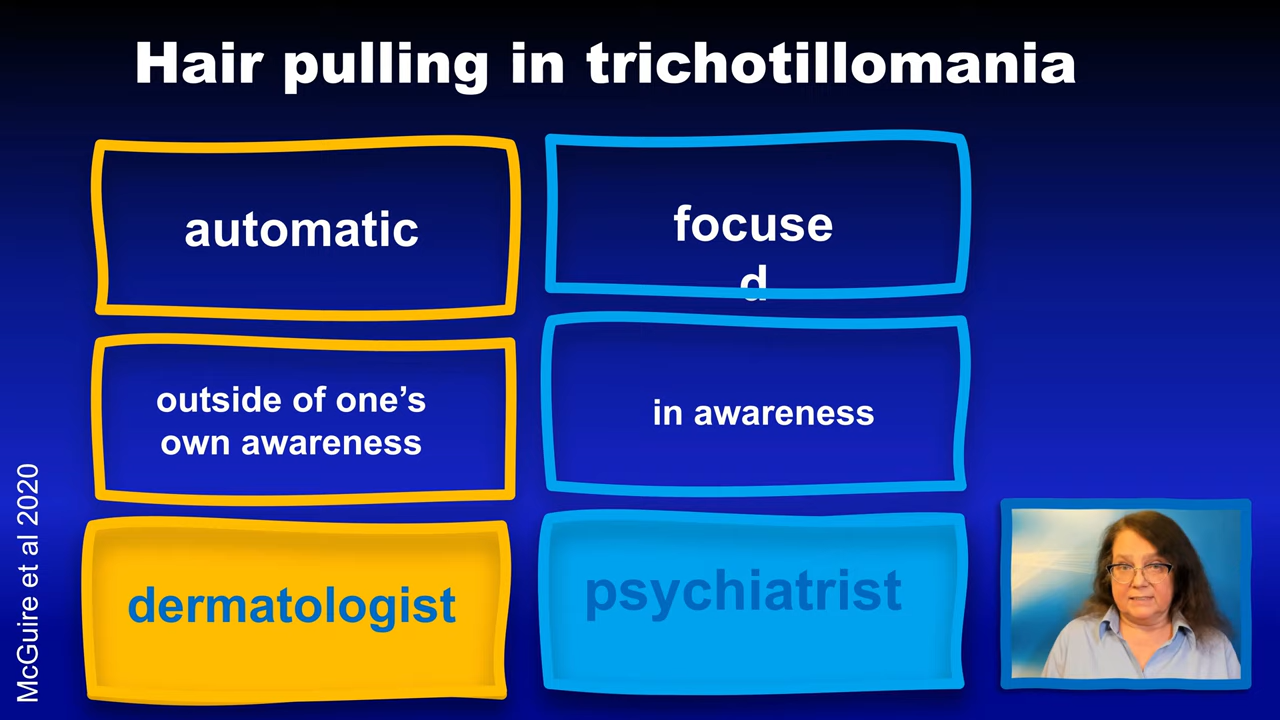 Hair pulling in trichotillomania
automatic
focuse
d
outside of one’s
own awareness
in awareness
dermatologist
psychiatrist
McGuire et al 2020